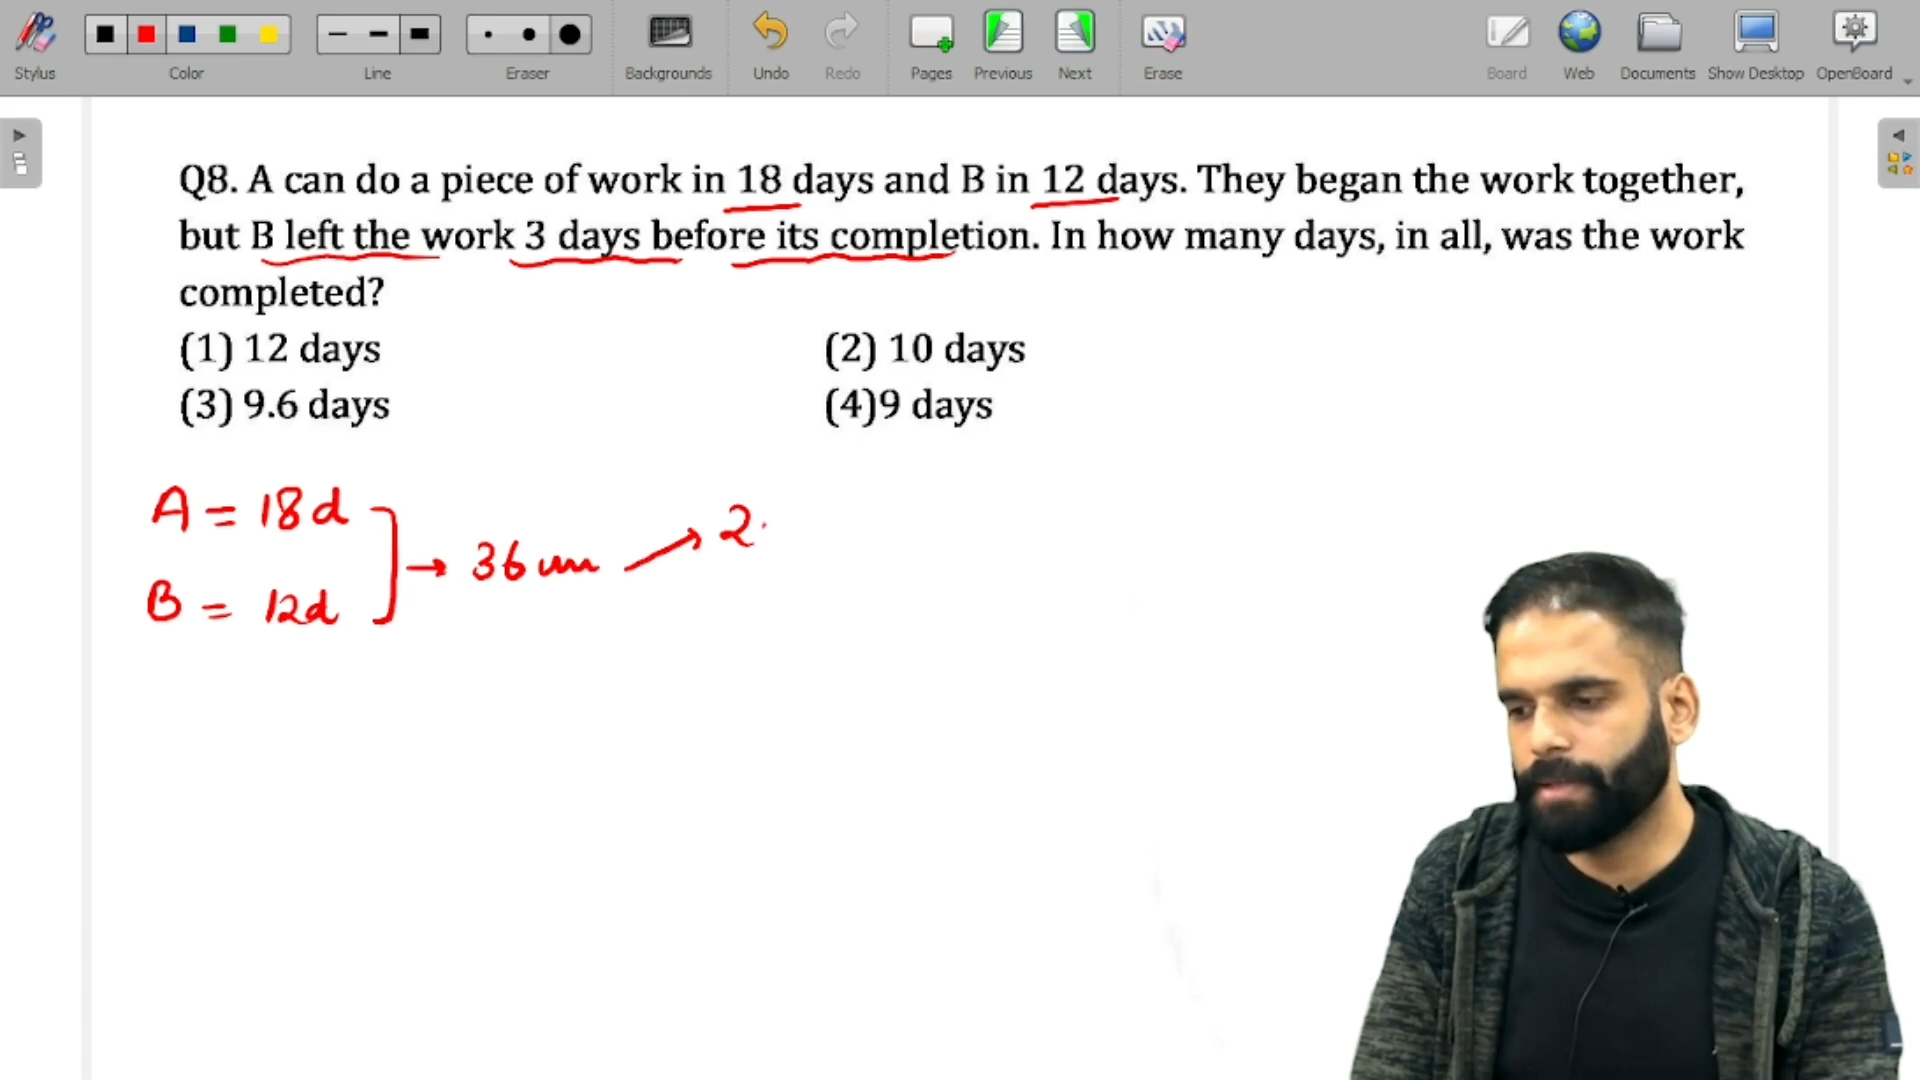 Stylus
Color
Line
Eraser
Backgrounds
Undo
Redo
Pages
Previous
Next
Erase
Board
Web
Documents
Show Desktop
OpenBoard
Q8. A can do a piece of work in 18 days and B in 12 days. They began the work together,
but B left the work 3 days before its completion. In how many days, in all, was the work
completed?
(1) 12 days
(2) 10 days
(3) 9.6 days
(4)9 days
A = 18d
B = 12d
→ 36 → 2